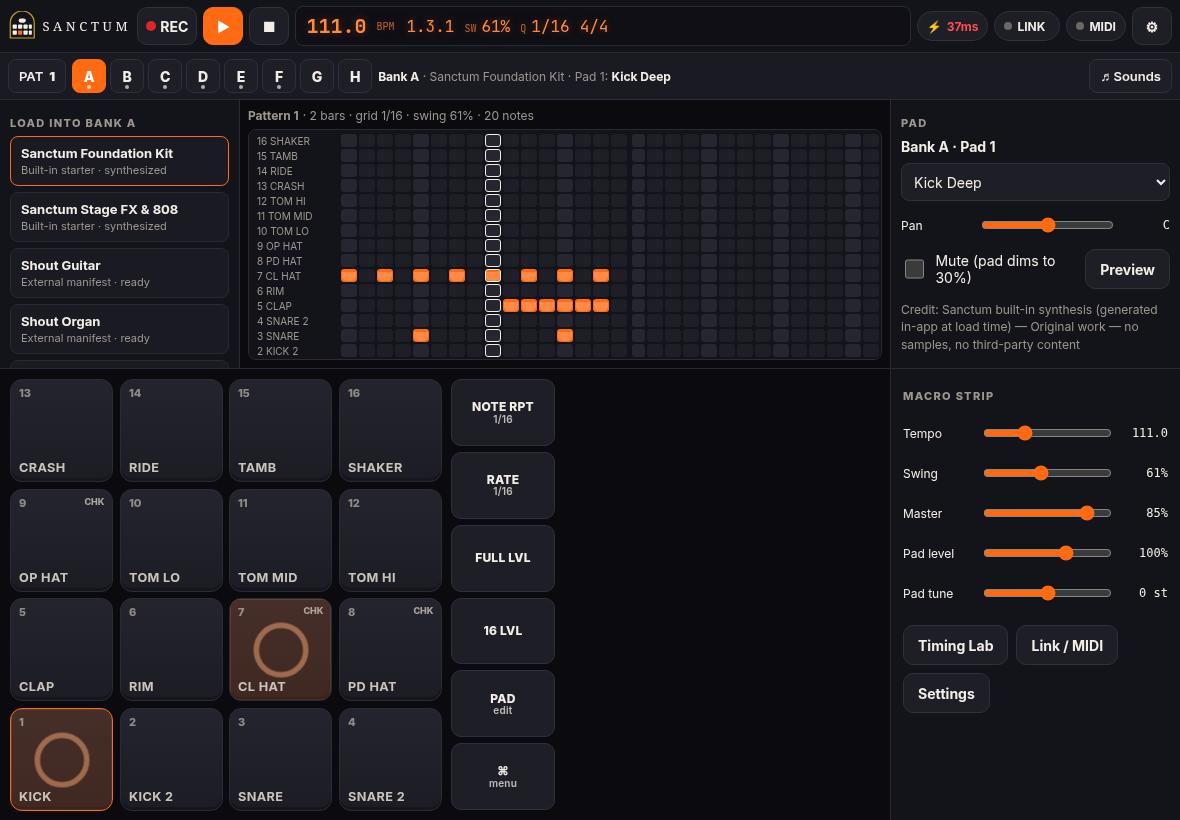 SANCTUM
REC
111.0 BPM 1.3.1 SW 61% Q 1/16 4/4
⚡ 37ms
LINK
MIDI
PAT 1
A
B
C
D
E
F
G
H
Bank A · Sanctum Foundation Kit · Pad 1: Kick Deep
♬ Sounds
LOAD INTO BANK A
Sanctum Foundation Kit
Built-in starter · synthesized
Sanctum Stage FX & 808
Built-in starter · synthesized
Shout Guitar
External manifest · ready
Shout Organ
External manifest · ready
Pattern 1 · 2 bars · grid 1/16 · swing 61% · 20 notes
16 SHAKER
15 TAMB
14 RIDE
13 CRASH
12 TOM HI
11 TOM MID
10 TOM LO
9 OP HAT
8 PD HAT
7 CL HAT
6 RIM
5 CLAP
4 SNARE 2
3 SNARE
2 KICK 2
PAD
Bank A · Pad 1
Kick Deep
Pan
C
Mute (pad dims to
30%)
Preview
Credit: Sanctum built-in synthesis (generated
in-app at load time) — Original work — no
samples, no third-party content
13
CRASH
14
RIDE
15
TAMB
16
SHAKER
9
CHK
OP HAT
10
TOM LO
11
TOM MID
12
TOM HI
5
CLAP
6
RIM
7
CHK
CL HAT
8
CHK
PD HAT
1
KICK
2
KICK 2
3
SNARE
4
SNARE 2
NOTE RPT
1/16
RATE
1/16
FULL LVL
16 LVL
PAD
edit
⌘
menu
MACRO STRIP
Tempo 111.0
Swing 61%
Master 85%
Pad level 100%
Pad tune 0 st
Timing Lab
Link / MIDI
Settings